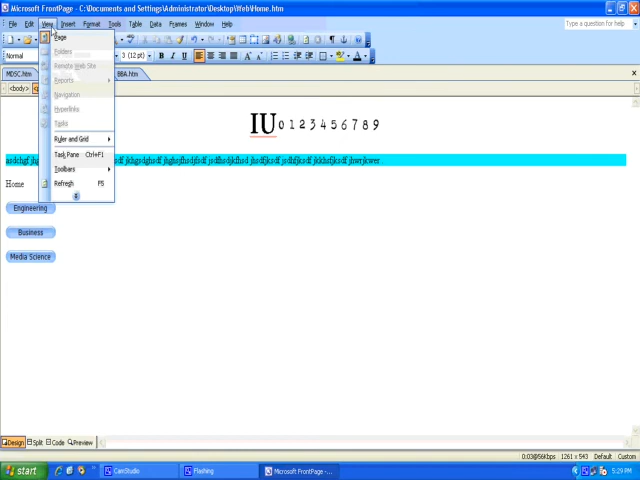 Microsoft FrontPage - C:\Documents and Settings\Administrator\Desktop\Web\Home.htm
File Edit View Insert Format Tools Table Data Frames Window Help Type a question for help
Normal 3 (12 pt) B I U
MDSC.htm BBA.htm
<body>
Page
Folders
Remote Web Site
Reports
Navigation
Hyperlinks
Tasks
Ruler and Grid
Task Pane Ctrl+F1
Toolbars
Refresh F5
IU 0 1 2 3 4 5 6 7 8 9
Home
Engineering
Business
Media Science
Design Split Code Preview
0:03@56kbps 1261 x 543 Default Custom
start CamStudio Flashing Microsoft FrontPage - ... 5:29 PM